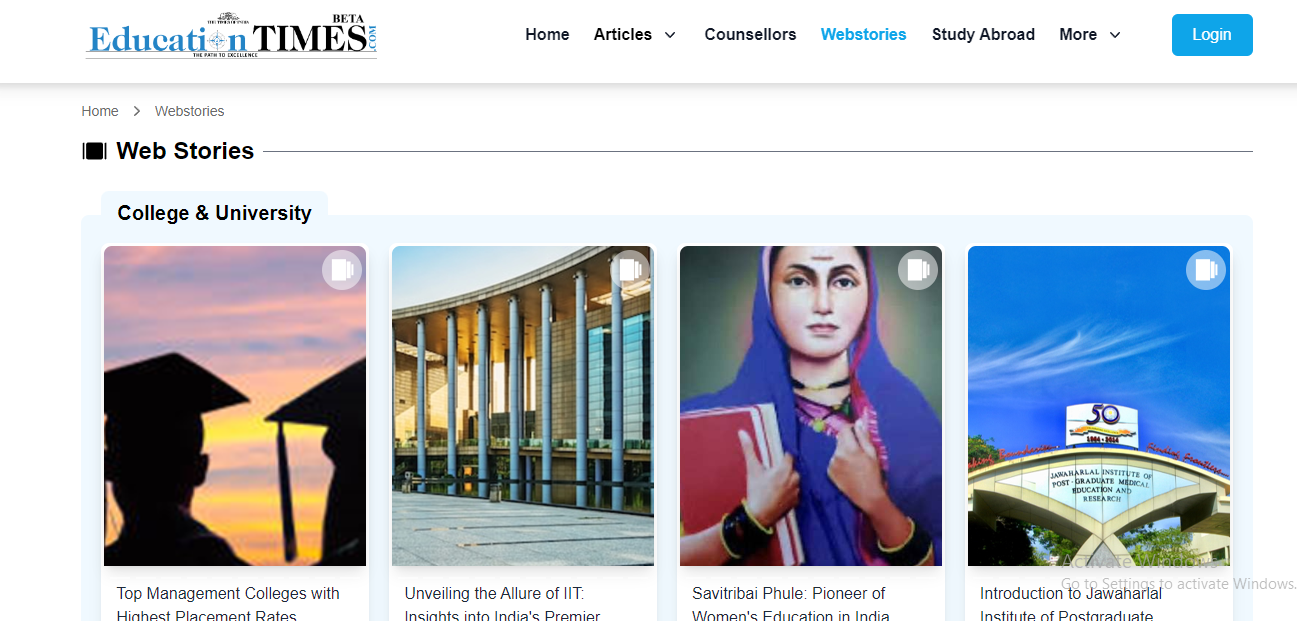 THE TIMES OF INDIA
BETA
Education TIMES .COM
THE PATH TO EXCELLENCE
Home Articles Counsellors Webstories Study Abroad More Login
Home Webstories
Web Stories
College & University
50
1964 - 2014
JAWAHARLAL INSTITUTE OF
POST - GRADUATE MEDICAL
EDUCATION AND
RESEARCH
Top Management Colleges with
Highest Placement Rates
Unveiling the Allure of IIT:
Insights into India's Premier
Savitribai Phule: Pioneer of
Women's Education in India
Introduction to Jawaharlal
Institute of Postgraduate
Activate Windows
Go to Settings to activate Windows.